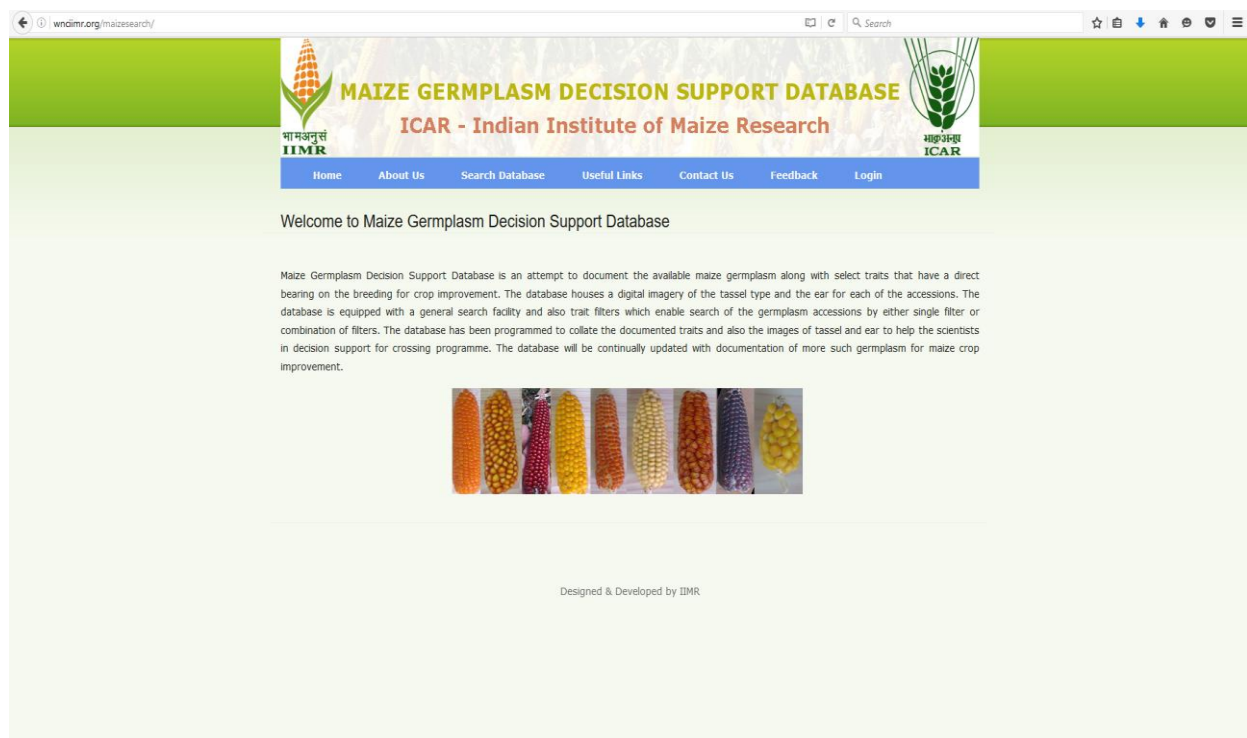 wnciimr.org/maizesearch/
Search
MAIZE GERMPLASM DECISION SUPPORT DATABASE
ICAR - Indian Institute of Maize Research
भामअनुसं
IIMR
भाकृअनुप
ICAR
Home About Us Search Database Useful Links Contact Us Feedback Login
Welcome to Maize Germplasm Decision Support Database
Maize Germplasm Decision Support Database is an attempt to document the available maize germplasm along with select traits that have a direct
bearing on the breeding for crop improvement. The database houses a digital imagery of the tassel type and the ear for each of the accessions. The
database is equipped with a general search facility and also trait filters which enable search of the germplasm accessions by either single filter or
combination of filters. The database has been programmed to collate the documented traits and also the images of tassel and ear to help the scientists
in decision support for crossing programme. The database will be continually updated with documentation of more such germplasm for maize crop
improvement.
Designed & Developed by IIMR